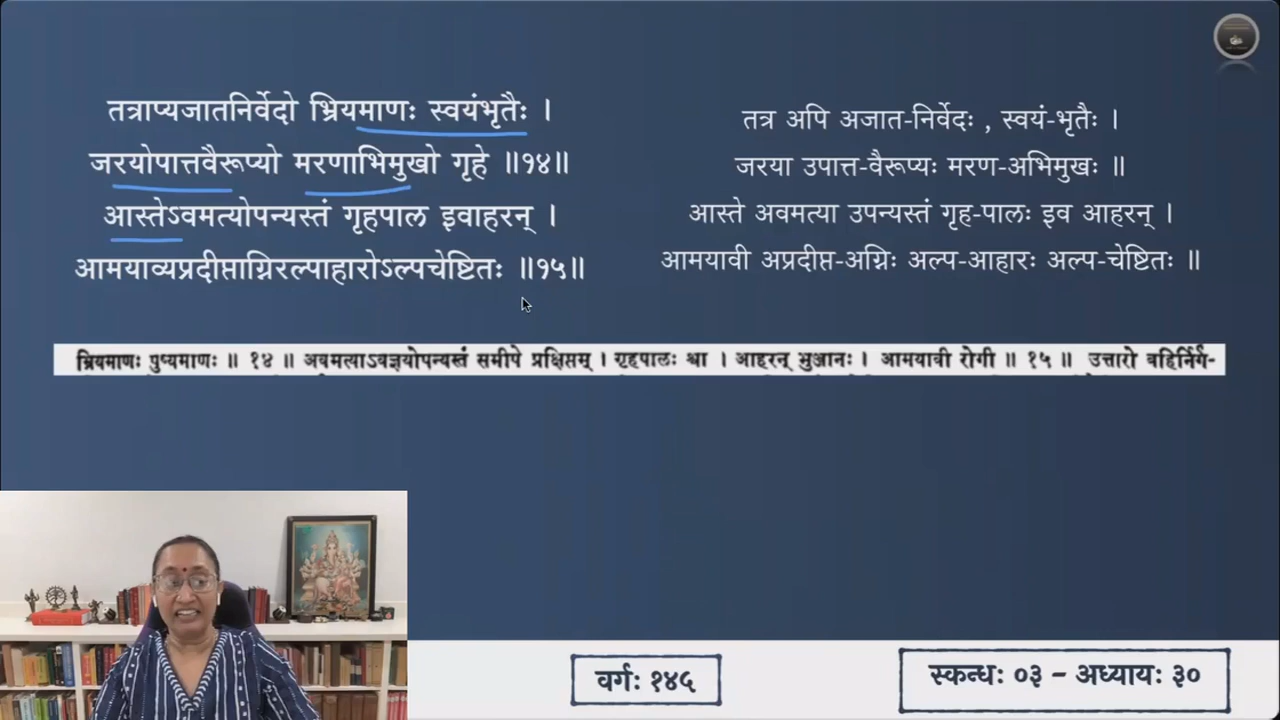 तत्राप्यजातनिर्वेदो भ्रियमाणः स्वयंभृतैः ।
जरयोपात्तवैरूप्यो मरणाभिमुखो गृहे ॥१४॥
आस्तेऽवमत्योपन्यस्तं गृहपाल इवाहरन् ।
आमयाव्यप्रदीप्ताग्निरल्पाहारोऽल्पचेष्टितः ॥१५॥
तत्र अपि अजात-निर्वेदः , स्वयं-भृतैः ।
जरया उपात्त-वैरूप्यः मरण-अभिमुखः ॥
आस्ते अवमत्या उपन्यस्तं गृह-पालः इव आहरन् ।
आमयावी अप्रदीप्त-अग्निः अल्प-आहारः अल्प-चेष्टितः ॥
भ्रियमाणः पुष्यमाणः ॥ १४ ॥ अवमत्याऽवज्ञयोपन्यस्तं समीपे प्रक्षिप्तम् । गृहपालः श्वा । आहरन् भुञ्जानः । आमयावी रोगी ॥ १५ ॥ उत्तारो बहिर्निर्ग-
वर्गः १४५
स्कन्धः ०३ - अध्यायः ३०